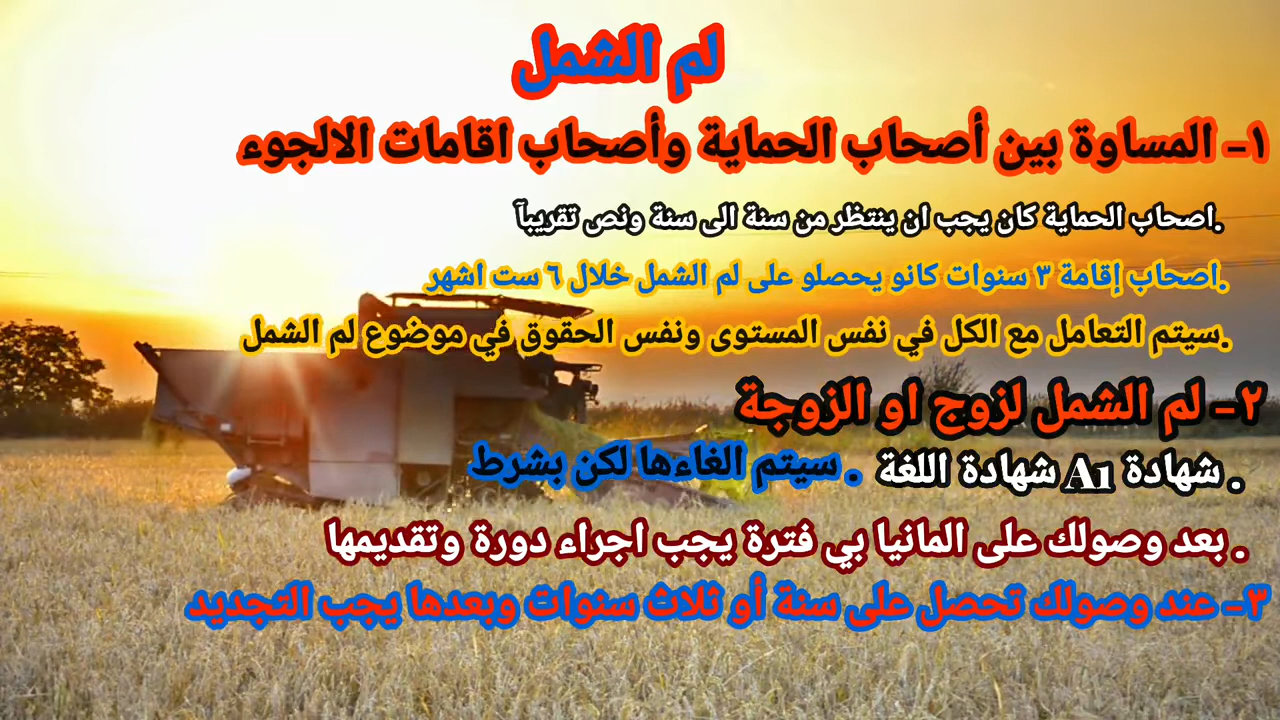 لم الشمل
١- المساوة بين أصحاب الحماية وأصحاب اقامات الالجوء
.اصحاب الحماية كان يجب ان ينتظر من سنة الى سنة ونص تقريبآ
.اصحاب إقامة ٣ سنوات كانو يحصلو على لم الشمل خلال ٦ ست اشهر
.سيتم التعامل مع الكل في نفس المستوى ونفس الحقوق في موضوع لم الشمل
٢- لم الشمل لزوج او الزوجة
. شهادة A1 شهادة اللغة . سيتم الغاءها لكن بشرط
. بعد وصولك على المانيا بي فترة يجب اجراء دورة وتقديمها
٣- عند وصولك تحصل على سنة أو ثلاث سنوات وبعدها يجب التجديد